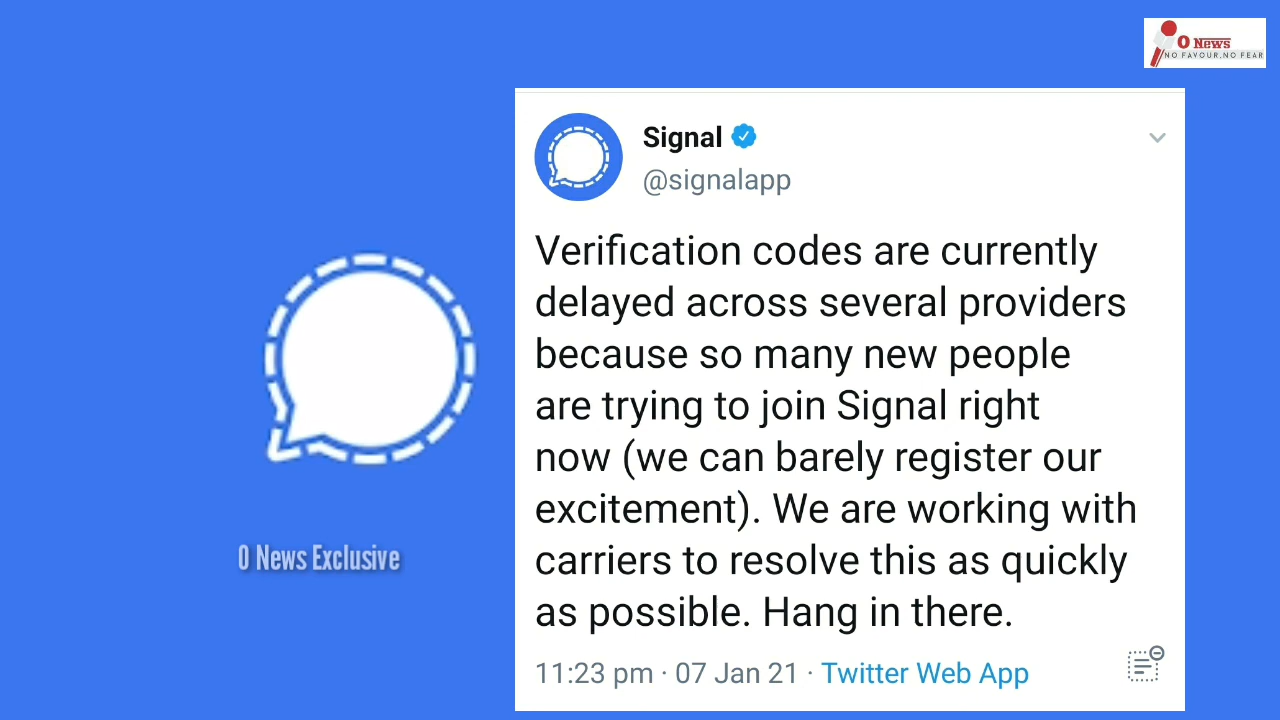 O News
NO FAVOUR,NO FEAR
Signal
@signalapp
Verification codes are currently
delayed across several providers
because so many new people
are trying to join Signal right
now (we can barely register our
excitement). We are working with
carriers to resolve this as quickly
as possible. Hang in there.
11:23 pm · 07 Jan 21 · Twitter Web App
O News Exclusive